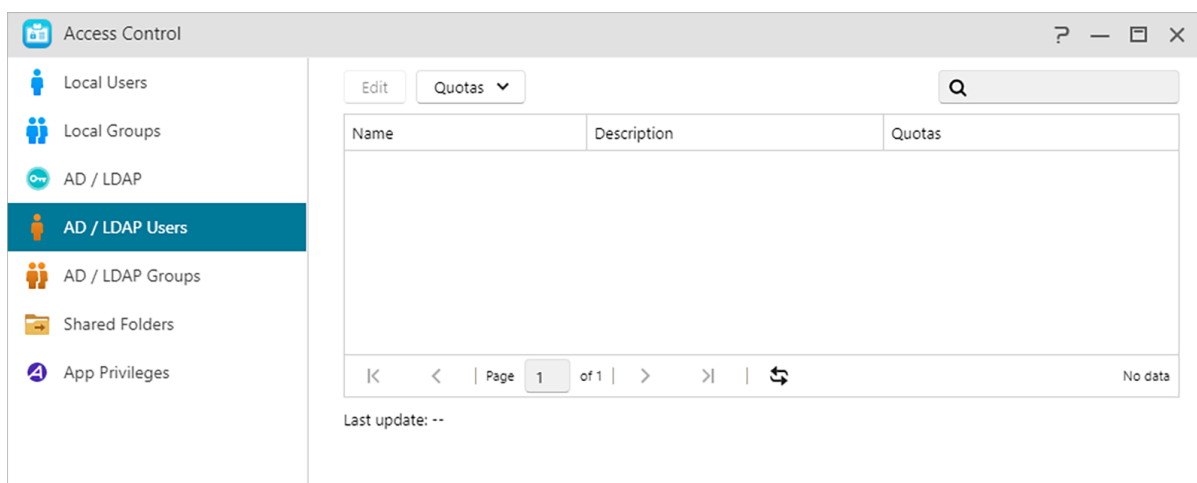 Access Control
Local Users
Local Groups
AD / LDAP
AD / LDAP Users
AD / LDAP Groups
Shared Folders
App Privileges
Edit Quotas
Name Description Quotas
Page 1 of 1 No data
Last update: --